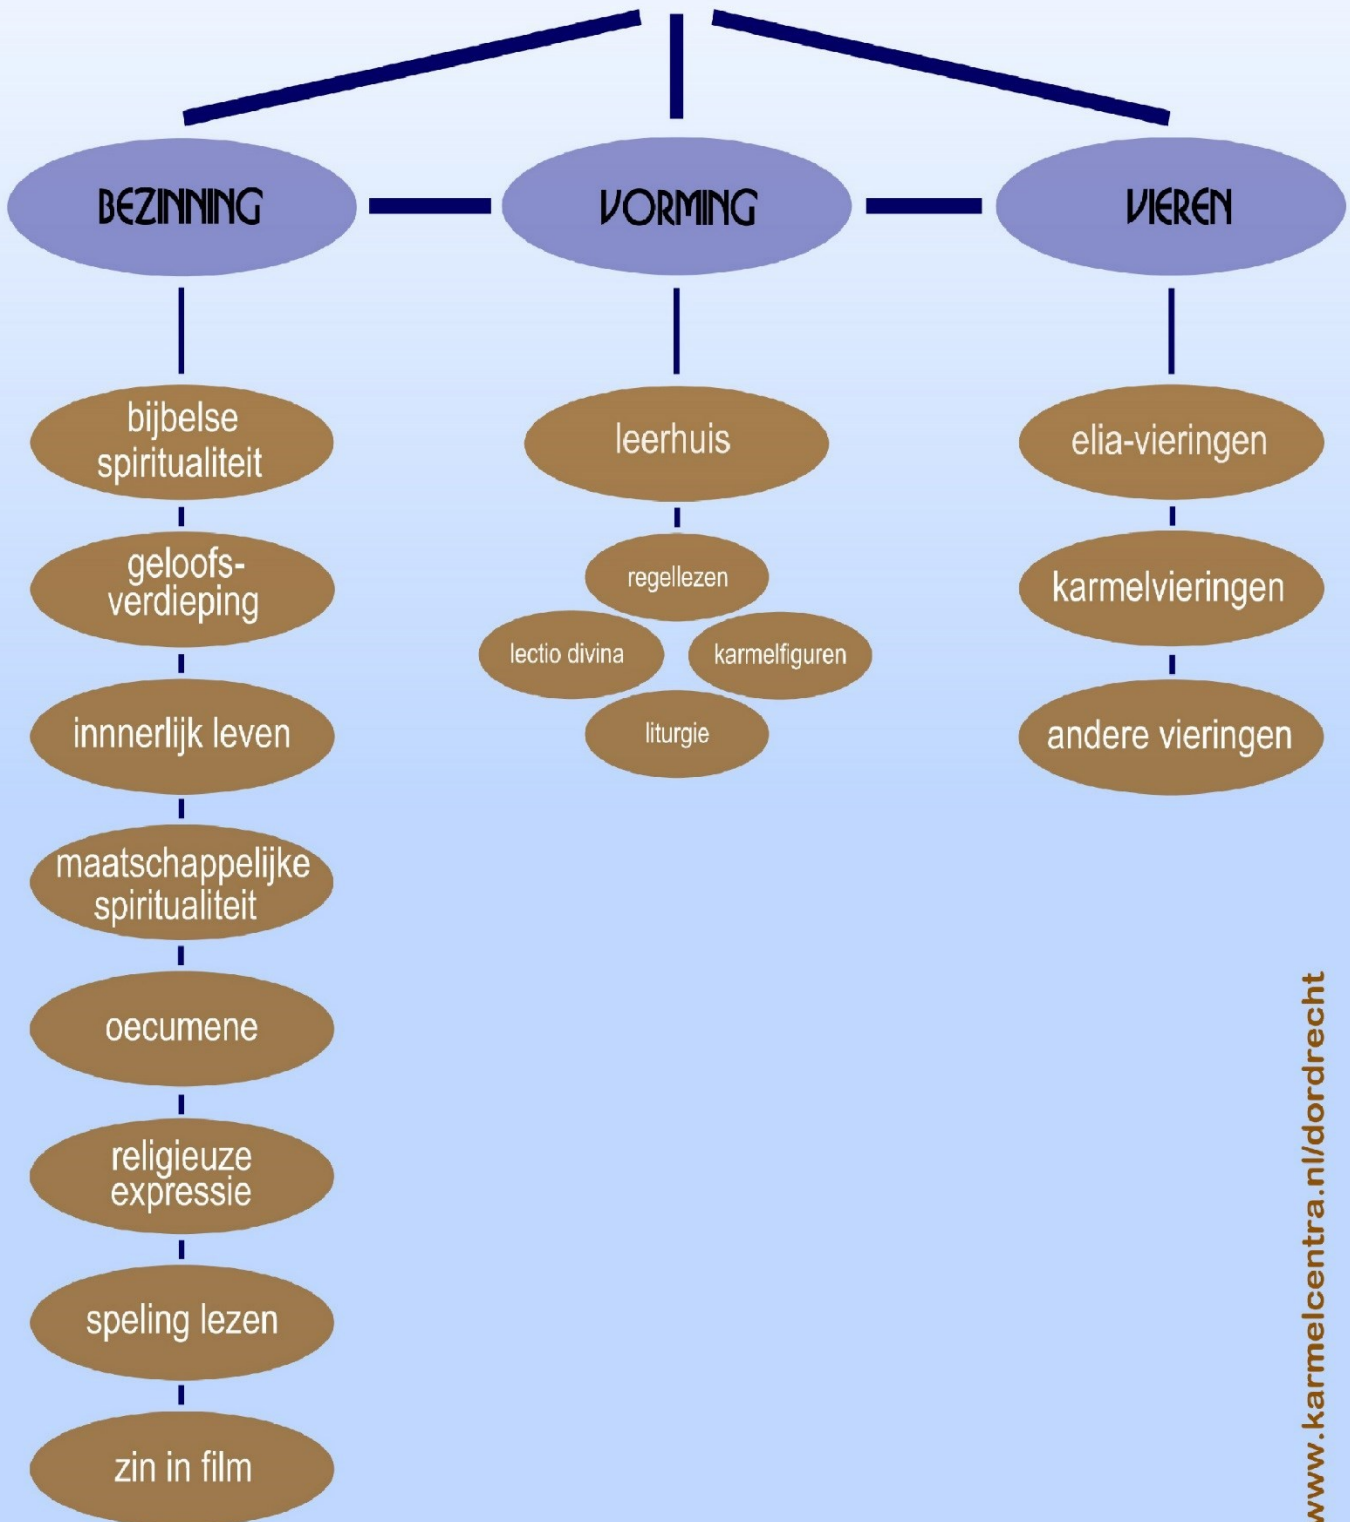 BEZINNING
VORMING
VIEREN
bijbelse
spiritualiteit
geloofs-
verdieping
innnerlijk leven
maatschappelijke
spiritualiteit
oecumene
religieuze
expressie
speling lezen
zin in film
leerhuis
regellezen
lectio divina
karmelfiguren
liturgie
elia-vieringen
karmelvieringen
andere vieringen
www.karmelcentra.nl/dordrecht